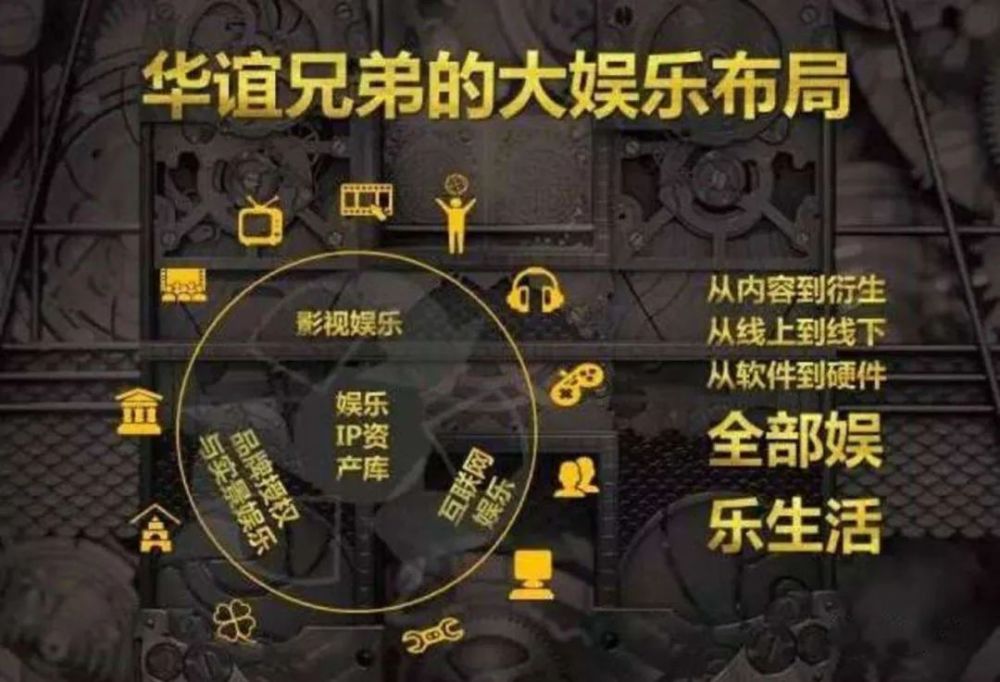 华谊兄弟的大娱乐布局
影视娱乐
娱乐
IP资
产库
品牌授权
与实景娱乐
互联网
娱乐
从内容到衍生
从线上到线下
从软件到硬件
全部娱
乐生活